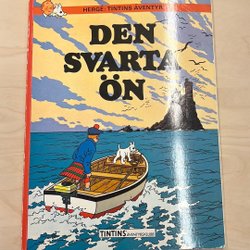 HERGÉ: TINTINS ÄVENTYR
DEN
SVARTA
ÖN
TINTINS ÄVENTYRSKLUBB